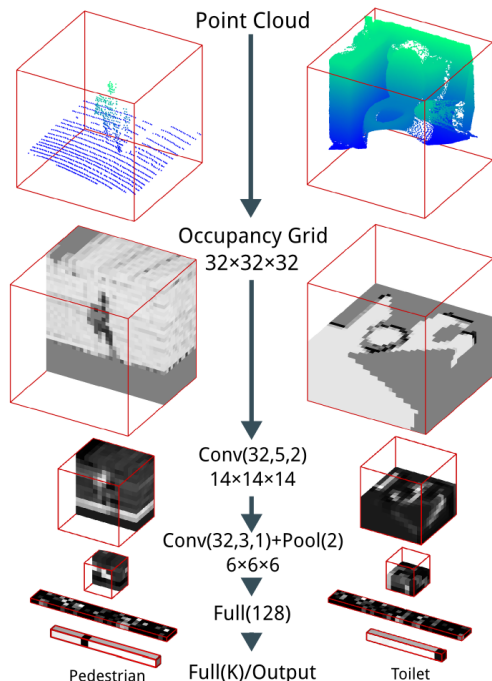 Point Cloud
Occupancy Grid
32×32×32
Conv(32,5,2)
14×14×14
Conv(32,3,1)+Pool(2)
6×6×6
Full(128)
Full(K)/Output
Pedestrian
Toilet